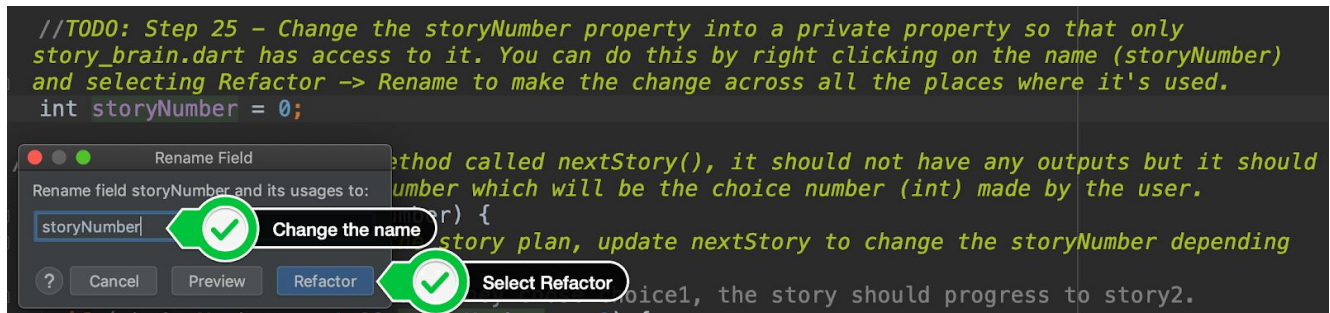 //TODO: Step 25 – Change the storyNumber property into a private property so that only
story_brain.dart has access to it. You can do this by right clicking on the name (storyNumber)
and selecting Refactor –> Rename to make the change across all the places where it's used.
int storyNumber = 0;
Rename Field
ethod called nextStory(), it should not have any outputs but it should
Rename field storyNumber and its usages to:
umber which will be the choice number (int) made by the user.
storyNumber
Change the name
mber) {
story plan, update nextStory to change the storyNumber depending
? Cancel Preview Refactor
Select Refactor
oice1, the story should progress to story2.